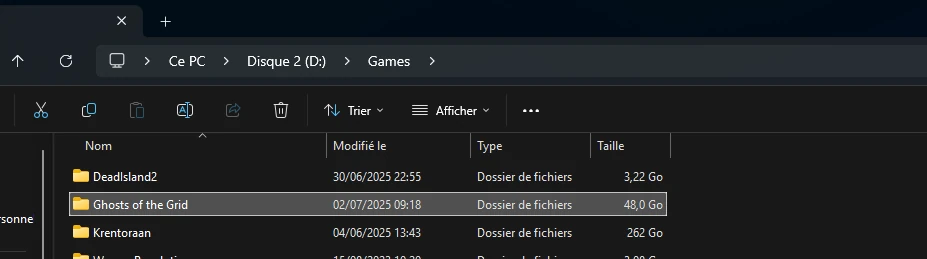 Ce PC > Disque 2 (D:) > Games >
Trier Afficher
Nom Modifié le Type Taille
DeadIsland2 30/06/2025 22:55 Dossier de fichiers 3,22 Go
Ghosts of the Grid 02/07/2025 09:18 Dossier de fichiers 48,0 Go
rsonne
Krentoraan 04/06/2025 13:43 Dossier de fichiers 262 Go